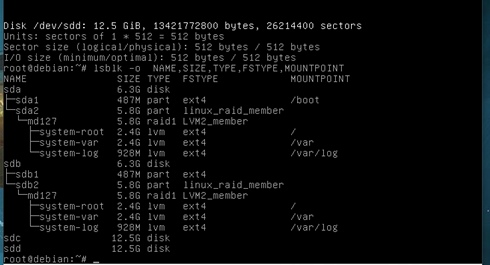 Disk /dev/sdd: 12.5 GiB, 13421772800 bytes, 26214400 sectors
Units: sectors of 1 * 512 = 512 bytes
Sector size (logical/physical): 512 bytes / 512 bytes
I/O size (minimum/optimal): 512 bytes / 512 bytes
root@debian:~# lsblk -o  NAME,SIZE,TYPE,FSTYPE,MOUNTPOINT
NAME                SIZE TYPE  FSTYPE            MOUNTPOINT
sda                 6.3G disk
├─sda1              487M part  ext4              /boot
└─sda2              5.8G part  linux_raid_member
  └─md127           5.8G raid1 LVM2_member
    ├─system-root   2.4G lvm   ext4              /
    ├─system-var    2.4G lvm   ext4              /var
    └─system-log    928M lvm   ext4              /var/log
sdb                 6.3G disk
├─sdb1              487M part  ext4
└─sdb2              5.8G part  linux_raid_member
  └─md127           5.8G raid1 LVM2_member
    ├─system-root   2.4G lvm   ext4              /
    ├─system-var    2.4G lvm   ext4              /var
    └─system-log    928M lvm   ext4              /var/log
sdc                12.5G disk
sdd                12.5G disk
root@debian:~# _